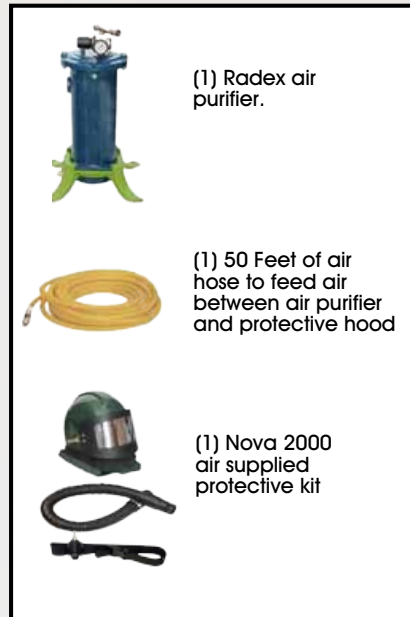 (1) Radex air
purifier.
(1) 50 Feet of air
hose to feed air
between air purifier
and protective hood
(1) Nova 2000
air supplied
protective kit